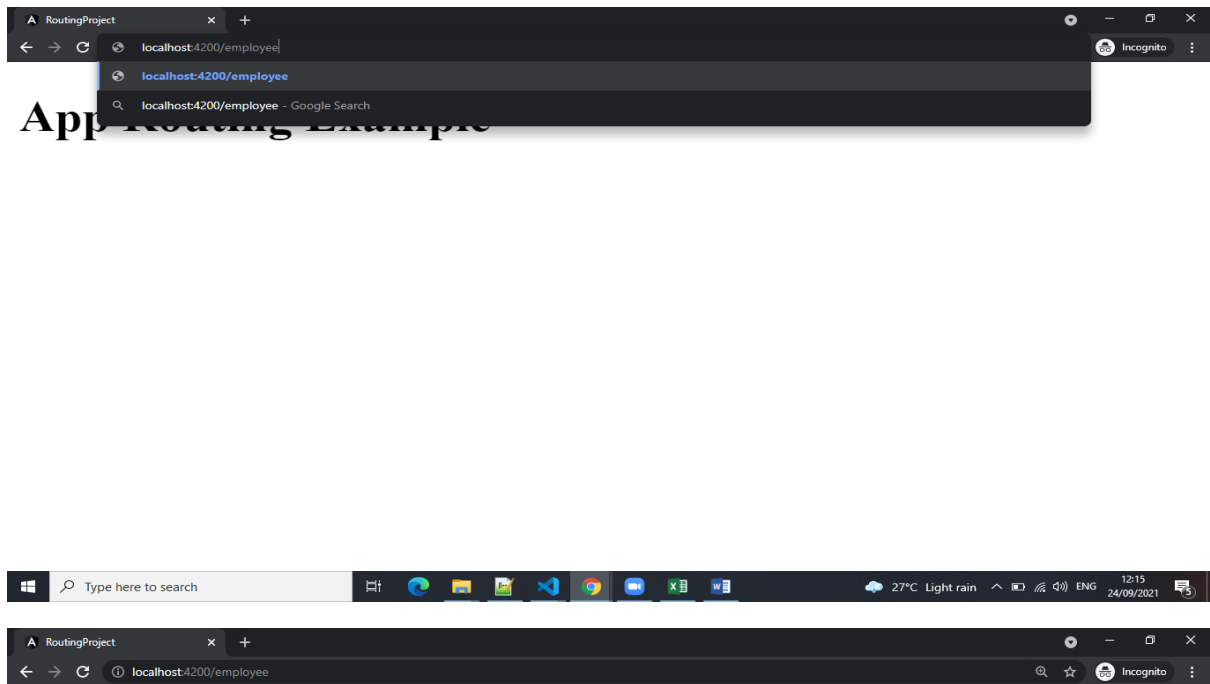 RoutingProject
localhost:4200/employee
Incognito
localhost:4200/employee
localhost:4200/employee - Google Search
App Routing Example
Type here to search
27°C Light rain
ENG
12:15
24/09/2021
5
RoutingProject
localhost:4200/employee
Incognito